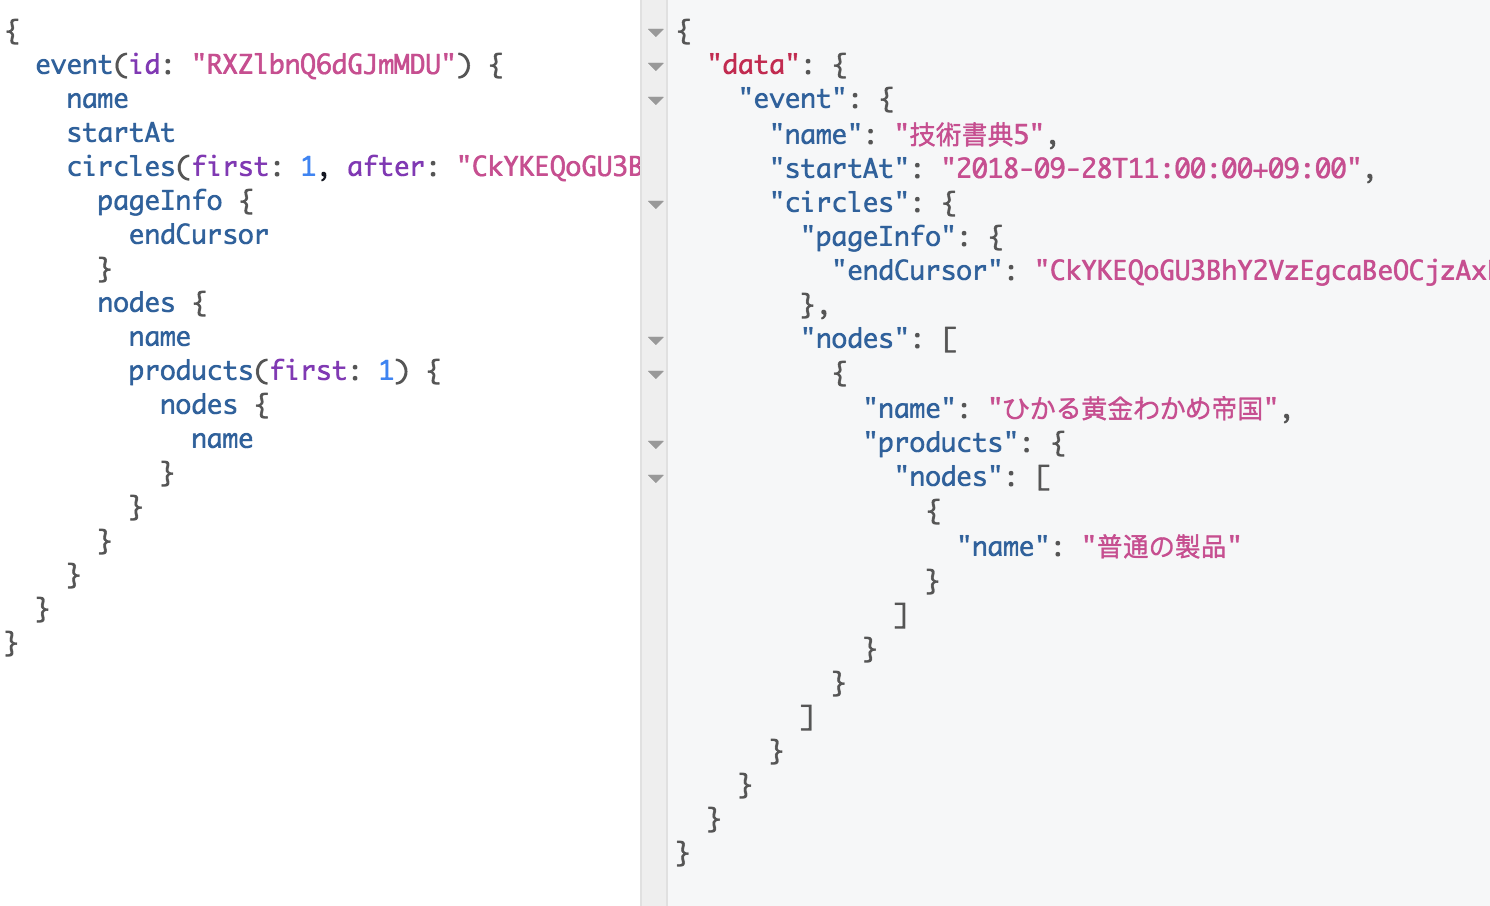 {
  event(id: "RXZlbnQ6dGJmMDU") {
    name
    startAt
    circles(first: 1, after: "CkYKEQoGU3B
      pageInfo {
        endCursor
      }
      nodes {
        name
        products(first: 1) {
          nodes {
            name
          }
        }
      }
    }
  }
}
{
  "data": {
    "event": {
      "name": "技術書典5",
      "startAt": "2018-09-28T11:00:00+09:00",
      "circles": {
        "pageInfo": {
          "endCursor": "CkYKEQoGU3BhY2VzEgcaBeOCjzAx
        },
        "nodes": [
          {
            "name": "ひかる黄金わかめ帝国",
            "products": {
              "nodes": [
                {
                  "name": "普通の製品"
                }
              ]
            }
          }
        ]
      }
    }
  }
}